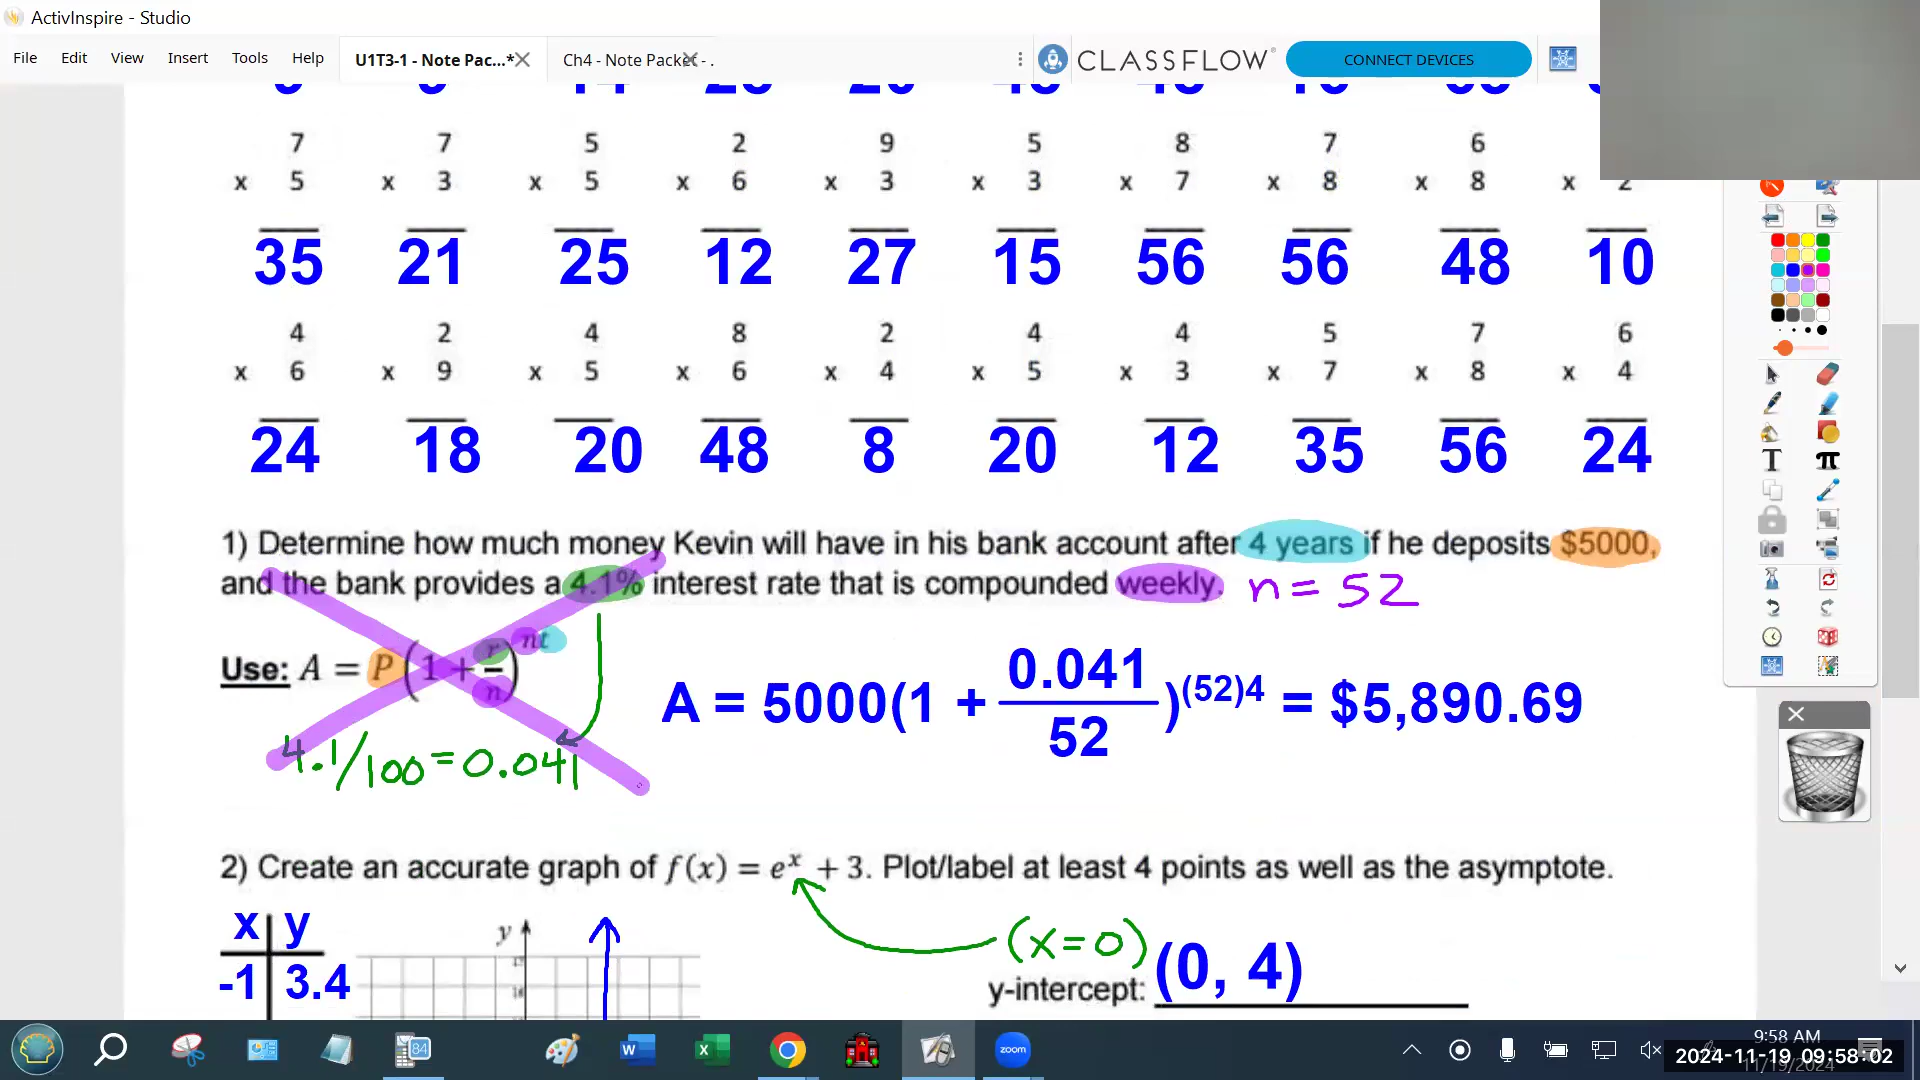 ActivInspire - Studio
File Edit View Insert Tools Help U1T3-1 - Note Pac...* Ch4 - Note Packet - . CLASSFLOW CONNECT DEVICES
7 7 5 2 9 5 8 7 6
x 5 x 3 x 5 x 6 x 3 x 3 x 7 x 8 x 8 x 2
35 21 25 12 27 15 56 56 48 10
4 2 4 8 2 4 4 5 7 6
x 6 x 9 x 5 x 6 x 4 x 5 x 3 x 7 x 8 x 4
24 18 20 48 8 20 12 35 56 24
1) Determine how much money Kevin will have in his bank account after 4 years if he deposits $5000,
and the bank provides a 4.1% interest rate that is compounded weekly. n = 52
Use: A = P(1 + r/n)^nt
A = 5000(1 + 0.041/52)^(52)4 = $5,890.69
4.1/100 = 0.041
2) Create an accurate graph of f(x) = e^x + 3. Plot/label at least 4 points as well as the asymptote.
x y
-1 3.4
y
(x=0)
y-intercept: (0, 4)
84
zoom
9:58 AM
2024-11-19 09:58:02